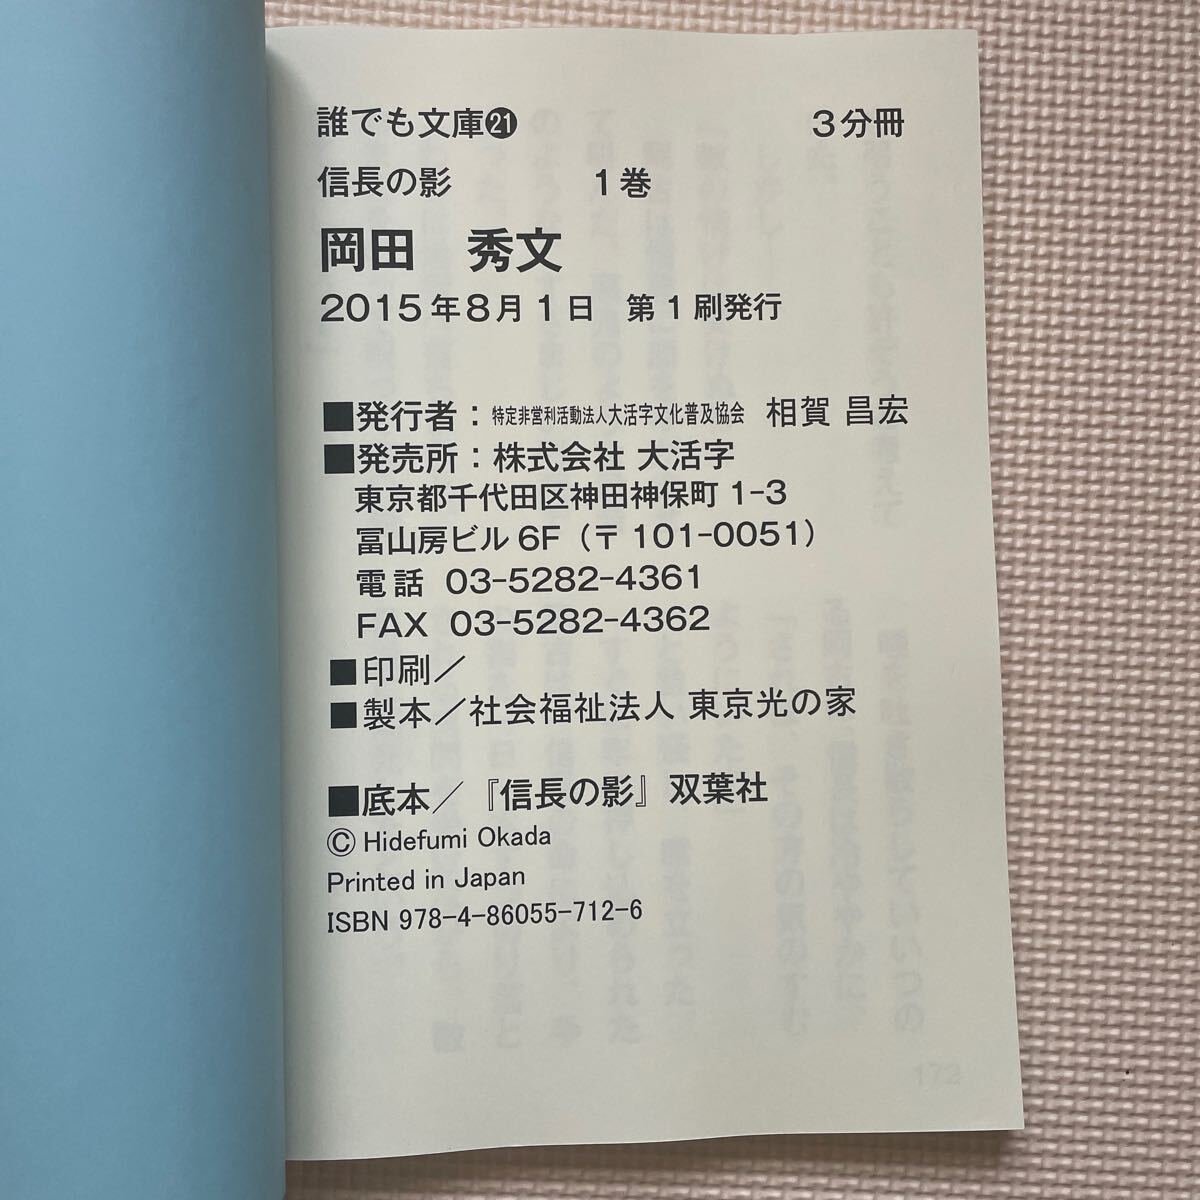 誰でも文庫㉑ 3分冊
信長の影 1巻
岡田 秀文
2015年8月1日 第1刷発行
■発行者：特定非営利活動法人大活字文化普及協会 相賀 昌宏
■発売所：株式会社 大活字
東京都千代田区神田神保町 1-3
冨山房ビル 6F（〒101-0051）
電話 03-5282-4361
FAX 03-5282-4362
■印刷／
■製本／社会福祉法人 東京光の家
■底本／『信長の影』双葉社
© Hidefumi Okada
Printed in Japan
ISBN 978-4-86055-712-6
172